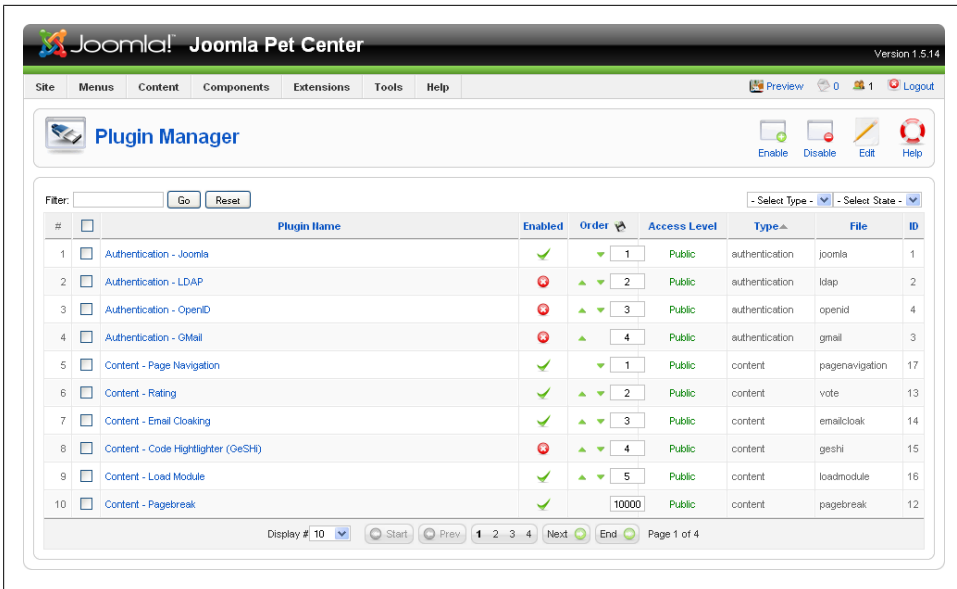 Joomla! Joomla Pet Center
Version 1.5.14
Site Menus Content Components Extensions Tools Help Preview 0 1 Logout
Plugin Manager
Enable Disable Edit Help
Filter: Go Reset - Select Type - - Select State -
# Plugin Name Enabled Order Access Level Type File ID
1 Authentication - Joomla 1 Public authentication joomla 1
2 Authentication - LDAP 2 Public authentication ldap 2
3 Authentication - OpenID 3 Public authentication openid 4
4 Authentication - GMail 4 Public authentication gmail 3
5 Content - Page Navigation 1 Public content pagenavigation 17
6 Content - Rating 2 Public content vote 13
7 Content - Email Cloaking 3 Public content emailcloak 14
8 Content - Code Hightlighter (GeSHi) 4 Public content geshi 15
9 Content - Load Module 5 Public content loadmodule 16
10 Content - Pagebreak 10000 Public content pagebreak 12
Display # 10 Start Prev 1 2 3 4 Next End Page 1 of 4